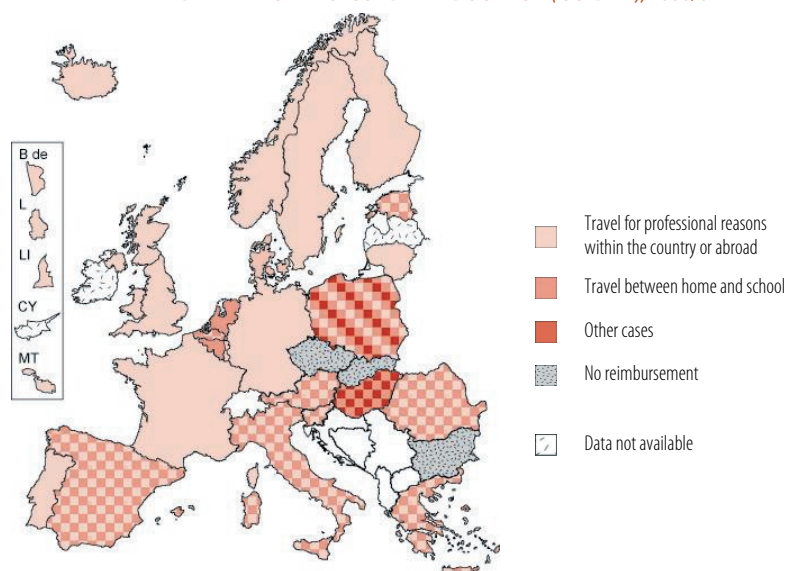 B de
L
LI
CY
MT
Travel for professional reasons
within the country or abroad
Travel between home and school
Other cases
No reimbursement
Data not available